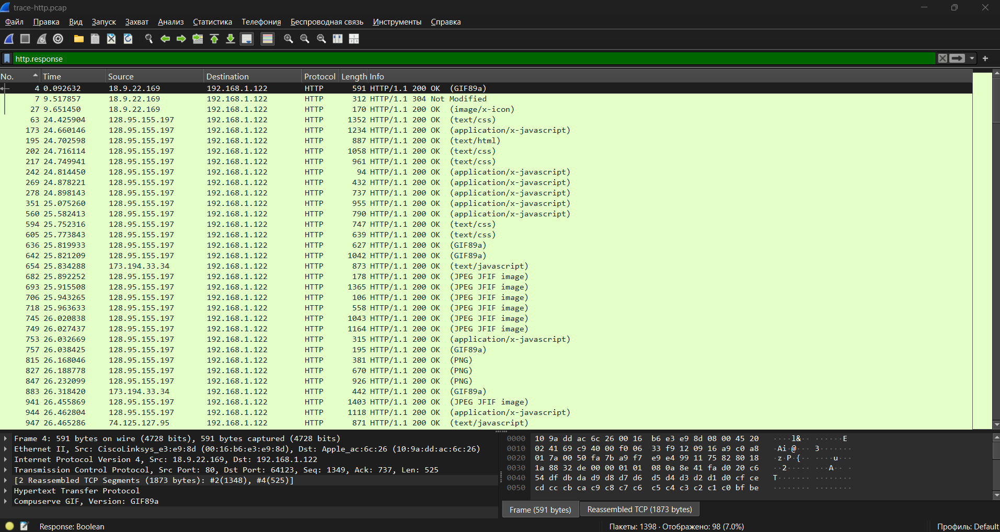 trace-http.pcap
Файл Правка Вид Запуск Захват Анализ Статистика Телефония Беспроводная связь Инструменты Справка
http.response
No. Time Source Destination Protocol Length Info
4 0.092632 18.9.22.169 192.168.1.122 HTTP 591 HTTP/1.1 200 OK (GIF89a)
7 9.517857 18.9.22.169 192.168.1.122 HTTP 312 HTTP/1.1 304 Not Modified
27 9.651450 18.9.22.169 192.168.1.122 HTTP 170 HTTP/1.1 200 OK (image/x-icon)
63 24.425904 128.95.155.197 192.168.1.122 HTTP 1352 HTTP/1.1 200 OK (text/css)
173 24.660146 128.95.155.197 192.168.1.122 HTTP 1234 HTTP/1.1 200 OK (application/x-javascript)
195 24.702598 128.95.155.197 192.168.1.122 HTTP 887 HTTP/1.1 200 OK (text/html)
202 24.716114 128.95.155.197 192.168.1.122 HTTP 1058 HTTP/1.1 200 OK (text/css)
217 24.749941 128.95.155.197 192.168.1.122 HTTP 961 HTTP/1.1 200 OK (text/css)
242 24.814450 128.95.155.197 192.168.1.122 HTTP 94 HTTP/1.1 200 OK (application/x-javascript)
269 24.878221 128.95.155.197 192.168.1.122 HTTP 432 HTTP/1.1 200 OK (application/x-javascript)
278 24.898143 128.95.155.197 192.168.1.122 HTTP 737 HTTP/1.1 200 OK (application/x-javascript)
351 25.075260 128.95.155.197 192.168.1.122 HTTP 955 HTTP/1.1 200 OK (application/x-javascript)
560 25.582413 128.95.155.197 192.168.1.122 HTTP 790 HTTP/1.1 200 OK (application/x-javascript)
594 25.752316 128.95.155.197 192.168.1.122 HTTP 747 HTTP/1.1 200 OK (text/css)
605 25.773843 128.95.155.197 192.168.1.122 HTTP 639 HTTP/1.1 200 OK (text/css)
636 25.819933 128.95.155.197 192.168.1.122 HTTP 627 HTTP/1.1 200 OK (GIF89a)
642 25.821209 128.95.155.197 192.168.1.122 HTTP 1042 HTTP/1.1 200 OK (GIF89a)
654 25.834288 173.194.33.34 192.168.1.122 HTTP 873 HTTP/1.1 200 OK (text/javascript)
682 25.892252 128.95.155.197 192.168.1.122 HTTP 178 HTTP/1.1 200 OK (JPEG JFIF image)
693 25.915508 128.95.155.197 192.168.1.122 HTTP 1365 HTTP/1.1 200 OK (JPEG JFIF image)
706 25.943265 128.95.155.197 192.168.1.122 HTTP 106 HTTP/1.1 200 OK (JPEG JFIF image)
718 25.963633 128.95.155.197 192.168.1.122 HTTP 558 HTTP/1.1 200 OK (JPEG JFIF image)
745 26.020838 128.95.155.197 192.168.1.122 HTTP 1043 HTTP/1.1 200 OK (JPEG JFIF image)
749 26.027437 128.95.155.197 192.168.1.122 HTTP 1164 HTTP/1.1 200 OK (JPEG JFIF image)
753 26.032669 128.95.155.197 192.168.1.122 HTTP 315 HTTP/1.1 200 OK (application/x-javascript)
757 26.038425 128.95.155.197 192.168.1.122 HTTP 195 HTTP/1.1 200 OK (GIF89a)
815 26.168046 128.95.155.197 192.168.1.122 HTTP 381 HTTP/1.1 200 OK (PNG)
827 26.188778 128.95.155.197 192.168.1.122 HTTP 670 HTTP/1.1 200 OK (PNG)
847 26.232099 128.95.155.197 192.168.1.122 HTTP 926 HTTP/1.1 200 OK (PNG)
883 26.318420 173.194.33.34 192.168.1.122 HTTP 442 HTTP/1.1 200 OK (GIF89a)
941 26.455869 128.95.155.197 192.168.1.122 HTTP 1403 HTTP/1.1 200 OK (JPEG JFIF image)
944 26.462804 128.95.155.197 192.168.1.122 HTTP 1118 HTTP/1.1 200 OK (application/x-javascript)
947 26.465286 74.125.127.95 192.168.1.122 HTTP 871 HTTP/1.1 200 OK (text/javascript)
Frame 4: 591 bytes on wire (4728 bits), 591 bytes captured (4728 bits)
Ethernet II, Src: CiscoLinksys_e3:e9:8d (00:16:b6:e3:e9:8d), Dst: Apple_ac:6c:26 (10:9a:dd:ac:6c:26)
Internet Protocol Version 4, Src: 18.9.22.169, Dst: 192.168.1.122
Transmission Control Protocol, Src Port: 80, Dst Port: 64123, Seq: 1349, Ack: 737, Len: 525
[2 Reassembled TCP Segments (1873 bytes): #2(1348), #4(525)]
Hypertext Transfer Protocol
Compuserve GIF, Version: GIF89a
0000 10 9a dd ac 6c 26 00 16 b6 e3 e9 8d 08 00 45 20 ····l&·· ······E
0010 02 41 69 c9 40 00 f0 06 33 f9 12 09 16 a9 c0 a8 ·Ai·@··· 3·······
0020 01 7a 00 50 fa 7b a9 f7 e9 e4 99 11 75 82 80 18 ·z·P·{·· ····u···
0030 1a 88 32 de 00 00 01 01 08 0a 8e 41 fa d0 20 c6 ··2····· ···A·· ·
0040 54 df db da d9 d8 d7 d6 d5 d4 d3 d2 d1 d0 cf ce T······· ········
0050 cd cc cb ca c9 c8 c7 c6 c5 c4 c3 c2 c1 c0 bf be ········ ········
Frame (591 bytes) Reassembled TCP (1873 bytes)
Response: Boolean Пакеты: 1398 · Отображено: 98 (7.0%) Профиль: Default